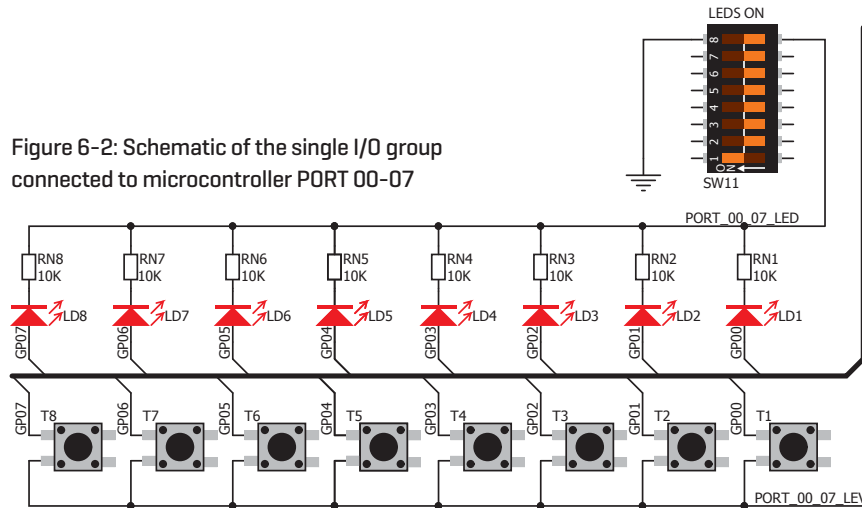 LEDS ON
8
7
6
5
4
3
2
1
ON
SW11
Figure 6-2: Schematic of the single I/O group
connected to microcontroller PORT 00-07
PORT_00_07_LED
RN8 RN7 RN6 RN5 RN4 RN3 RN2 RN1
10K 10K 10K 10K 10K 10K 10K 10K
LD8 LD7 LD6 LD5 LD4 LD3 LD2 LD1
GP07 GP06 GP05 GP04 GP03 GP02 GP01 GP00
T8 T7 T6 T5 T4 T3 T2 T1
GP07 GP06 GP05 GP04 GP03 GP02 GP01 GP00
PORT_00_07_LEV